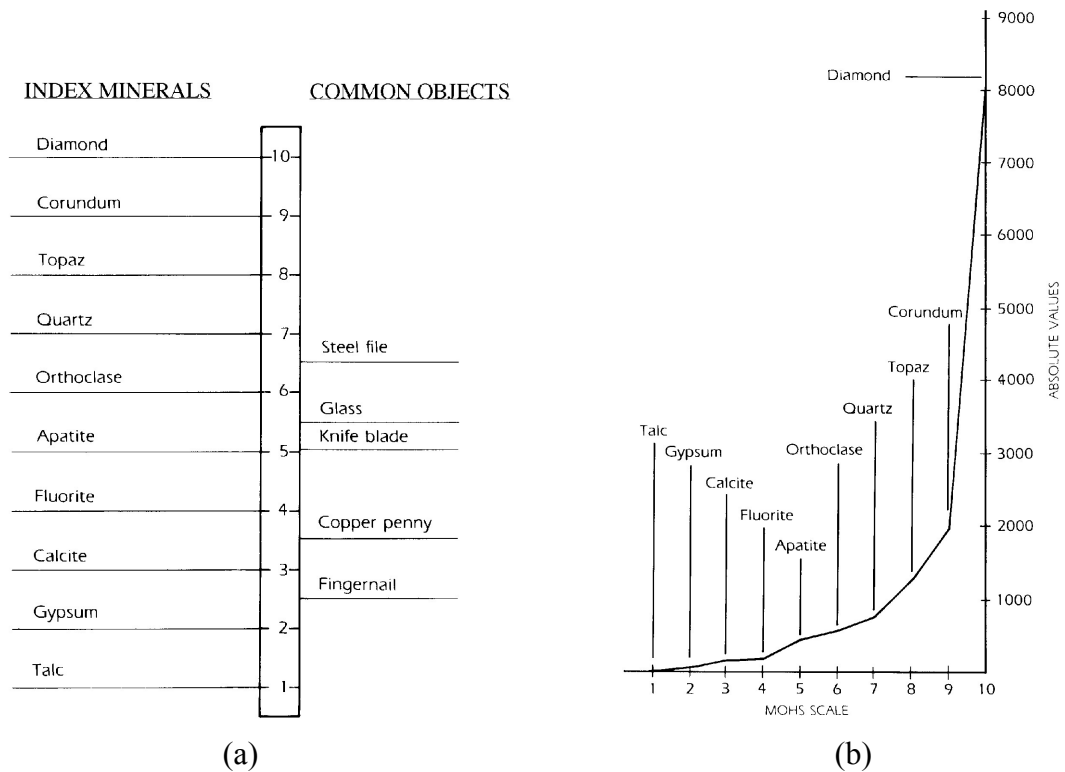 INDEX MINERALS
COMMON OBJECTS
Diamond
10
Corundum
9
Topaz
8
Quartz
7
Steel file
Orthoclase
6
Glass
Apatite
Knife blade
5
Fluorite
4
Copper penny
Calcite
3
Fingernail
Gypsum
2
Talc
1
(a)
9000
Diamond
8000
7000
6000
5000
Corundum
ABSOLUTE VALUES
4000
Topaz
Quartz
Talc
3000
Gypsum
Orthoclase
Calcite
Fluorite
2000
Apatite
1000
1 2 3 4 5 6 7 8 9 10
MOHS SCALE
(b)